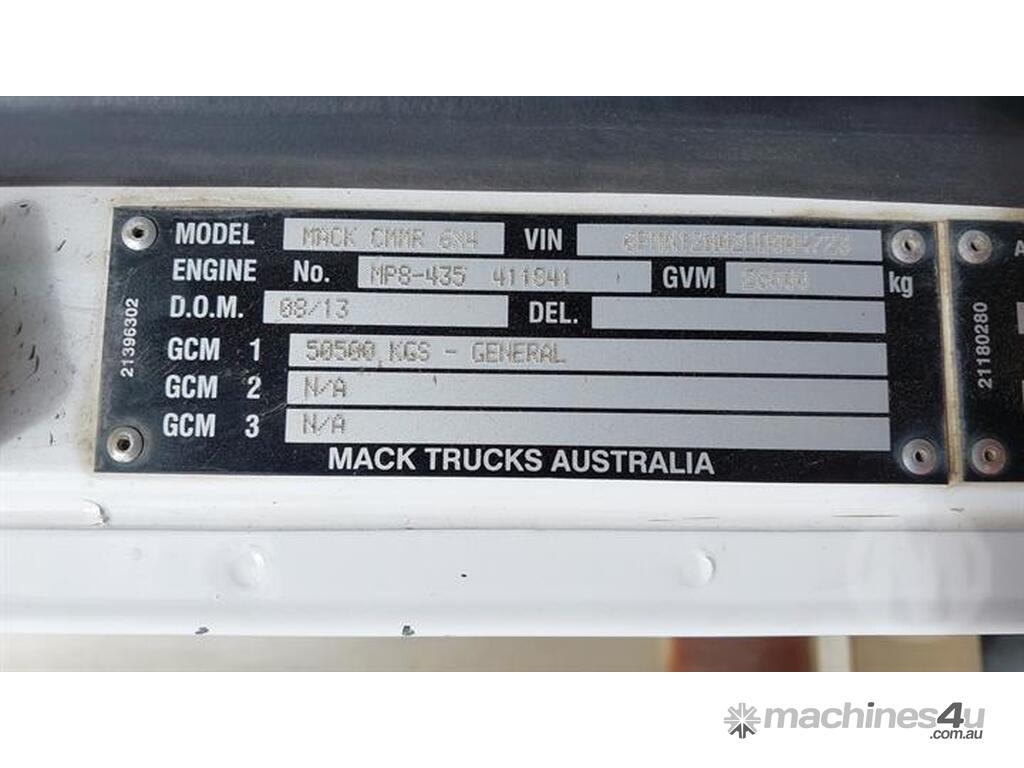 MODEL MACK CMMR 6X4 VIN
ENGINE No. MP8-435 411841 GVM kg
D.O.M. 08/13 DEL.
GCM 1 50500 KGS - GENERAL
GCM 2 N/A
GCM 3 N/A
MACK TRUCKS AUSTRALIA
21396302
21180280
machines4u
.com.au